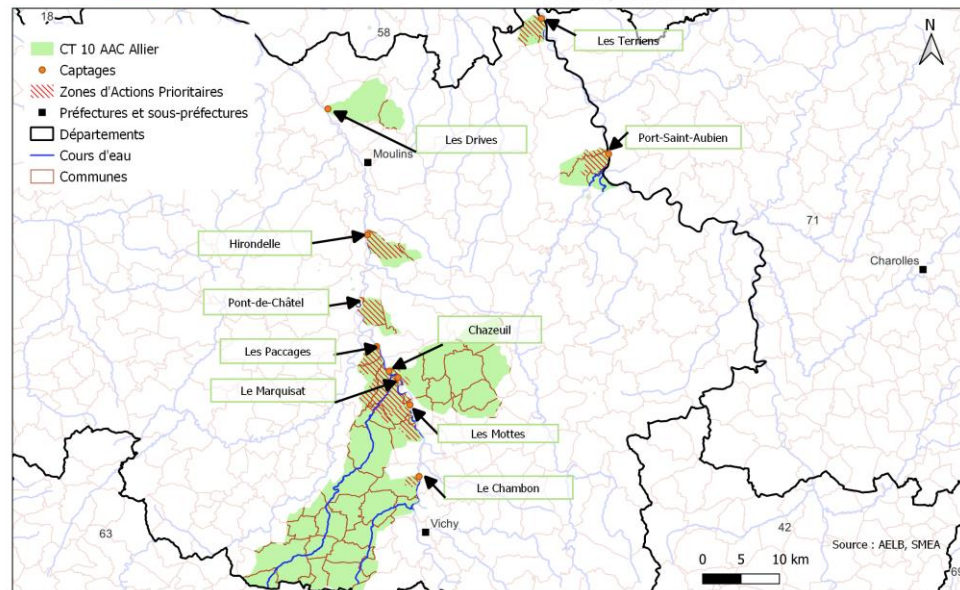 18
58
CT 10 AAC Allier
Captages
Zones d'Actions Prioritaires
Préfectures et sous-préfectures
Départements
Cours d'eau
Communes
Les Terriens
N
Les Drives
Moulins
Port-Saint-Aubien
71
Charolles
Hirondelle
Pont-de-Châtel
Chazeuil
Les Paccages
Le Marquisat
Les Mottes
Le Chambon
Vichy
63
42
Source : AELB, SMEA
0 5 10 km
69